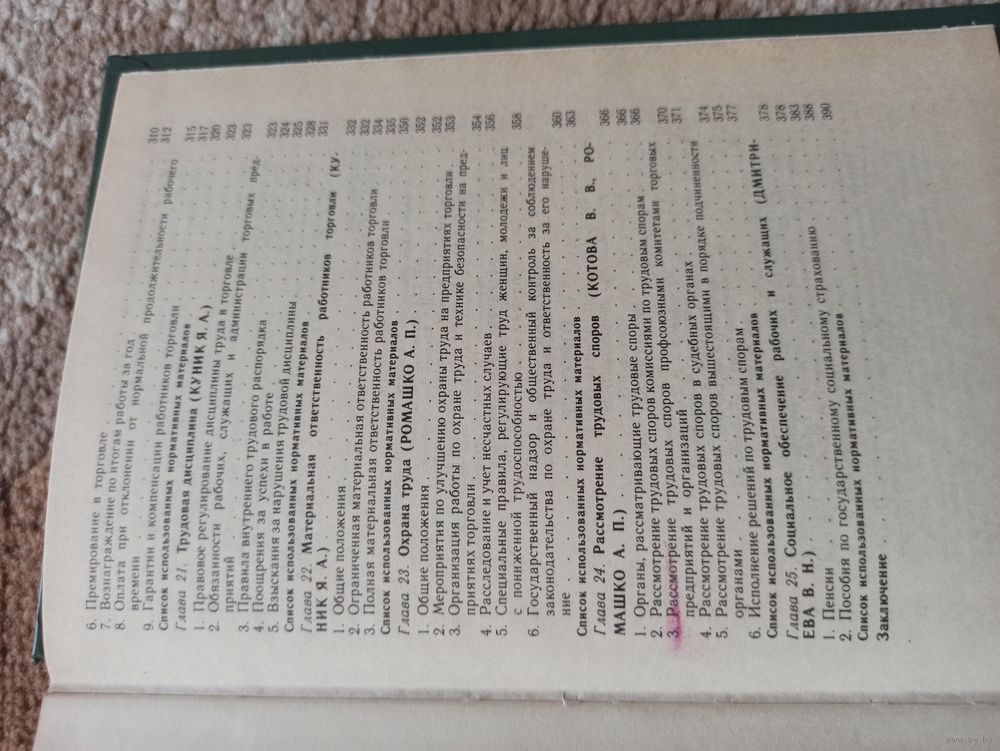 6. Премирование в торговле . . . . . . . . . 310
7. Вознаграждение по итогам работы за год . . . . 312
8. Оплата при отклонении от нормальной продолжительности рабочего
времени . . . . . . . . . . . 315
9. Гарантии и компенсации работников торговли . . . . 317
Список использованных нормативных материалов . . . . 320
Глава 21. Трудовая дисциплина (КУНИК Я. А.) . . . . 323
1. Правовое регулирование дисциплины труда в торговле . . . 323
2. Обязанности рабочих, служащих и администрации торговых пред-
приятий
3. Правила внутреннего трудового распорядка . . . . 323
4. Поощрения за успехи в работе . . . . 324
5. Взыскания за нарушения трудовой дисциплины . . . . 325
Список использованных нормативных материалов . . . . 328
Глава 22. Материальная ответственность работников торговли (КУ-
НИК Я. А.) . . . . 331
1. Общие положения . . . . 332
2. Ограниченная материальная ответственность работников торговли 332
3. Полная материальная ответственность работников торговли . . 334
Список использованных нормативных материалов . . . . 335
Глава 23. Охрана труда (РОМАШКО А. П.) . . . . 350
1. Общие положения . . . . 352
2. Мероприятия по улучшению охраны труда на предприятиях торговли 352
3. Организация работы по охране труда и технике безопасности на пред-
приятиях торговли . . . . 353
4. Расследование и учет несчастных случаев . . . . 354
5. Специальные правила, регулирующие труд женщин, молодежи и лиц
с пониженной трудоспособностью . . . . 356
6. Государственный надзор и общественный контроль за соблюдением
законодательства по охране труда и ответственность за его наруше-
ние . . . . 360
Список использованных нормативных материалов . . . . 363
Глава 24. Рассмотрение трудовых споров (КОТОВА В. В., РО-
МАШКО А. П.) . . . . 366
1. Органы, рассматривающие трудовые споры . . . . 366
2. Рассмотрение трудовых споров комиссиями по трудовым спорам 366
3. Рассмотрение трудовых споров профсоюзными комитетами торговых
предприятий и организаций . . . . 370
4. Рассмотрение трудовых споров в судебных органах . . . 371
5. Рассмотрение трудовых споров вышестоящими в порядке подчиненности
органами . . . . 374
6. Исполнение решений по трудовым спорам . . . . 375
Список использованных нормативных материалов . . . . 377
Глава 25. Социальное обеспечение рабочих и служащих (ДМИТРИ-
ЕВА В. Н.) . . . . 378
1. Пенсии . . . . 378
2. Пособия по государственному социальному страхованию . . . 383
Список использованных нормативных материалов . . . . 388
Заключение . . . . 390
www.ay.by